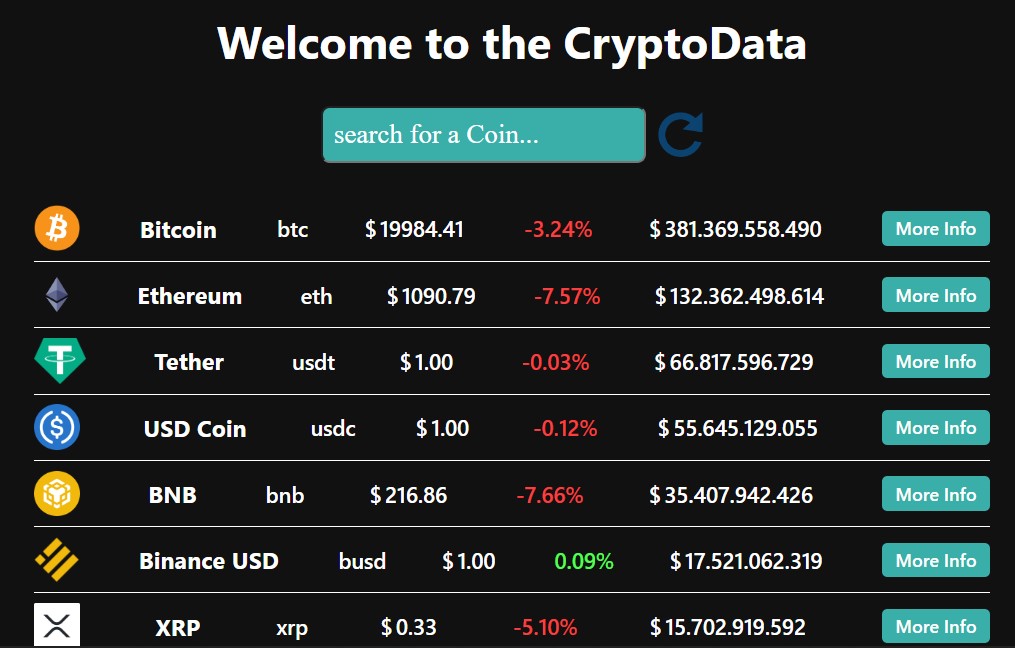 Welcome to the CryptoData
search for a Coin...
Bitcoin btc $ 19984.41 -3.24% $ 381.369.558.490 More Info
Ethereum eth $ 1090.79 -7.57% $ 132.362.498.614 More Info
Tether usdt $ 1.00 -0.03% $ 66.817.596.729 More Info
USD Coin usdc $ 1.00 -0.12% $ 55.645.129.055 More Info
BNB bnb $ 216.86 -7.66% $ 35.407.942.426 More Info
Binance USD busd $ 1.00 0.09% $ 17.521.062.319 More Info
XRP xrp $ 0.33 -5.10% $ 15.702.919.592 More Info